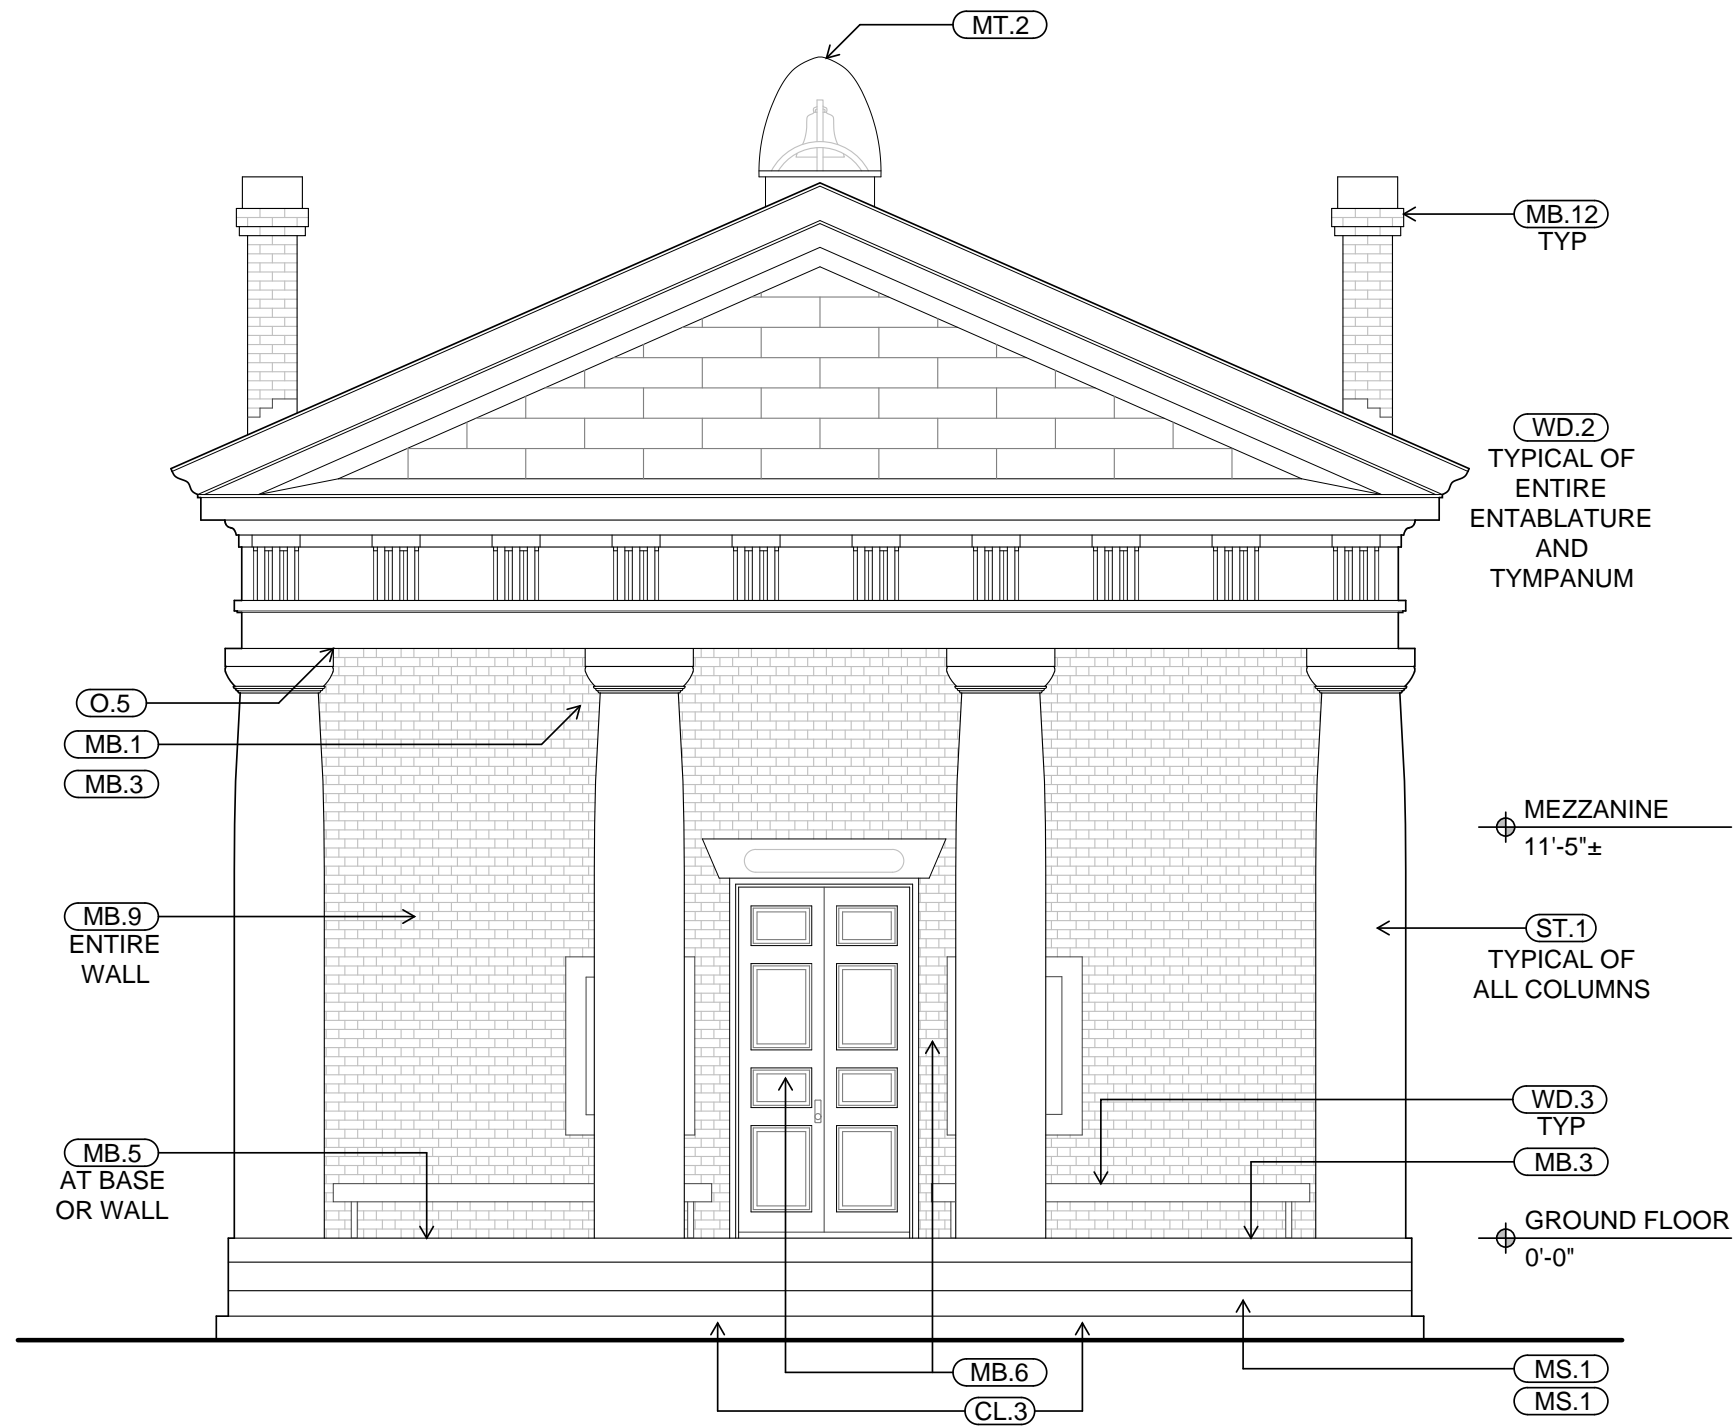 MT.2
MB.12
TYP
WD.2
TYPICAL OF
ENTIRE
ENTABLATURE
AND
TYMPANUM
O.5
MB.1
MB.3
MEZZANINE
11'-5"±
MB.9
ENTIRE
WALL
ST.1
TYPICAL OF
ALL COLUMNS
WD.3
TYP
MB.3
MB.5
AT BASE
OR WALL
GROUND FLOOR
0'-0"
MB.6
CL.3
MS.1
MS.1